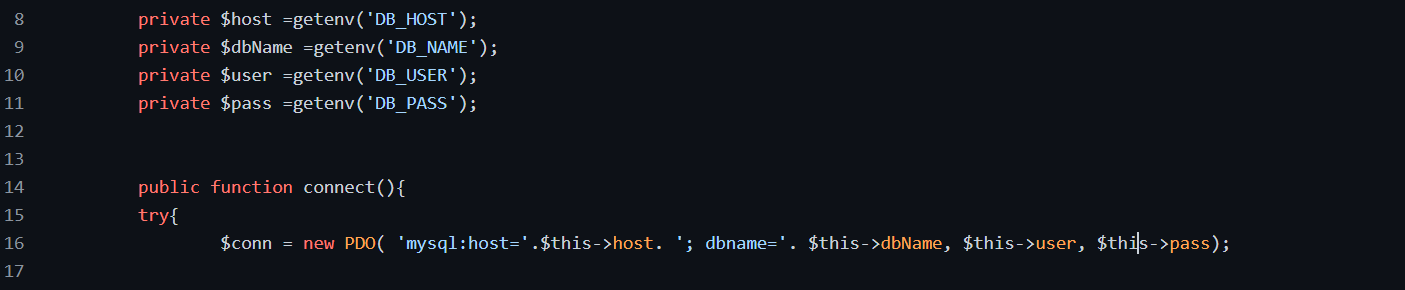 8 private $host =getenv('DB_HOST');
9 private $dbName =getenv('DB_NAME');
10 private $user =getenv('DB_USER');
11 private $pass =getenv('DB_PASS');
12
13
14 public function connect(){
15 try{
16 $conn = new PDO( 'mysql:host='.$this->host. '; dbname='. $this->dbName, $this->user, $this->pass);
17